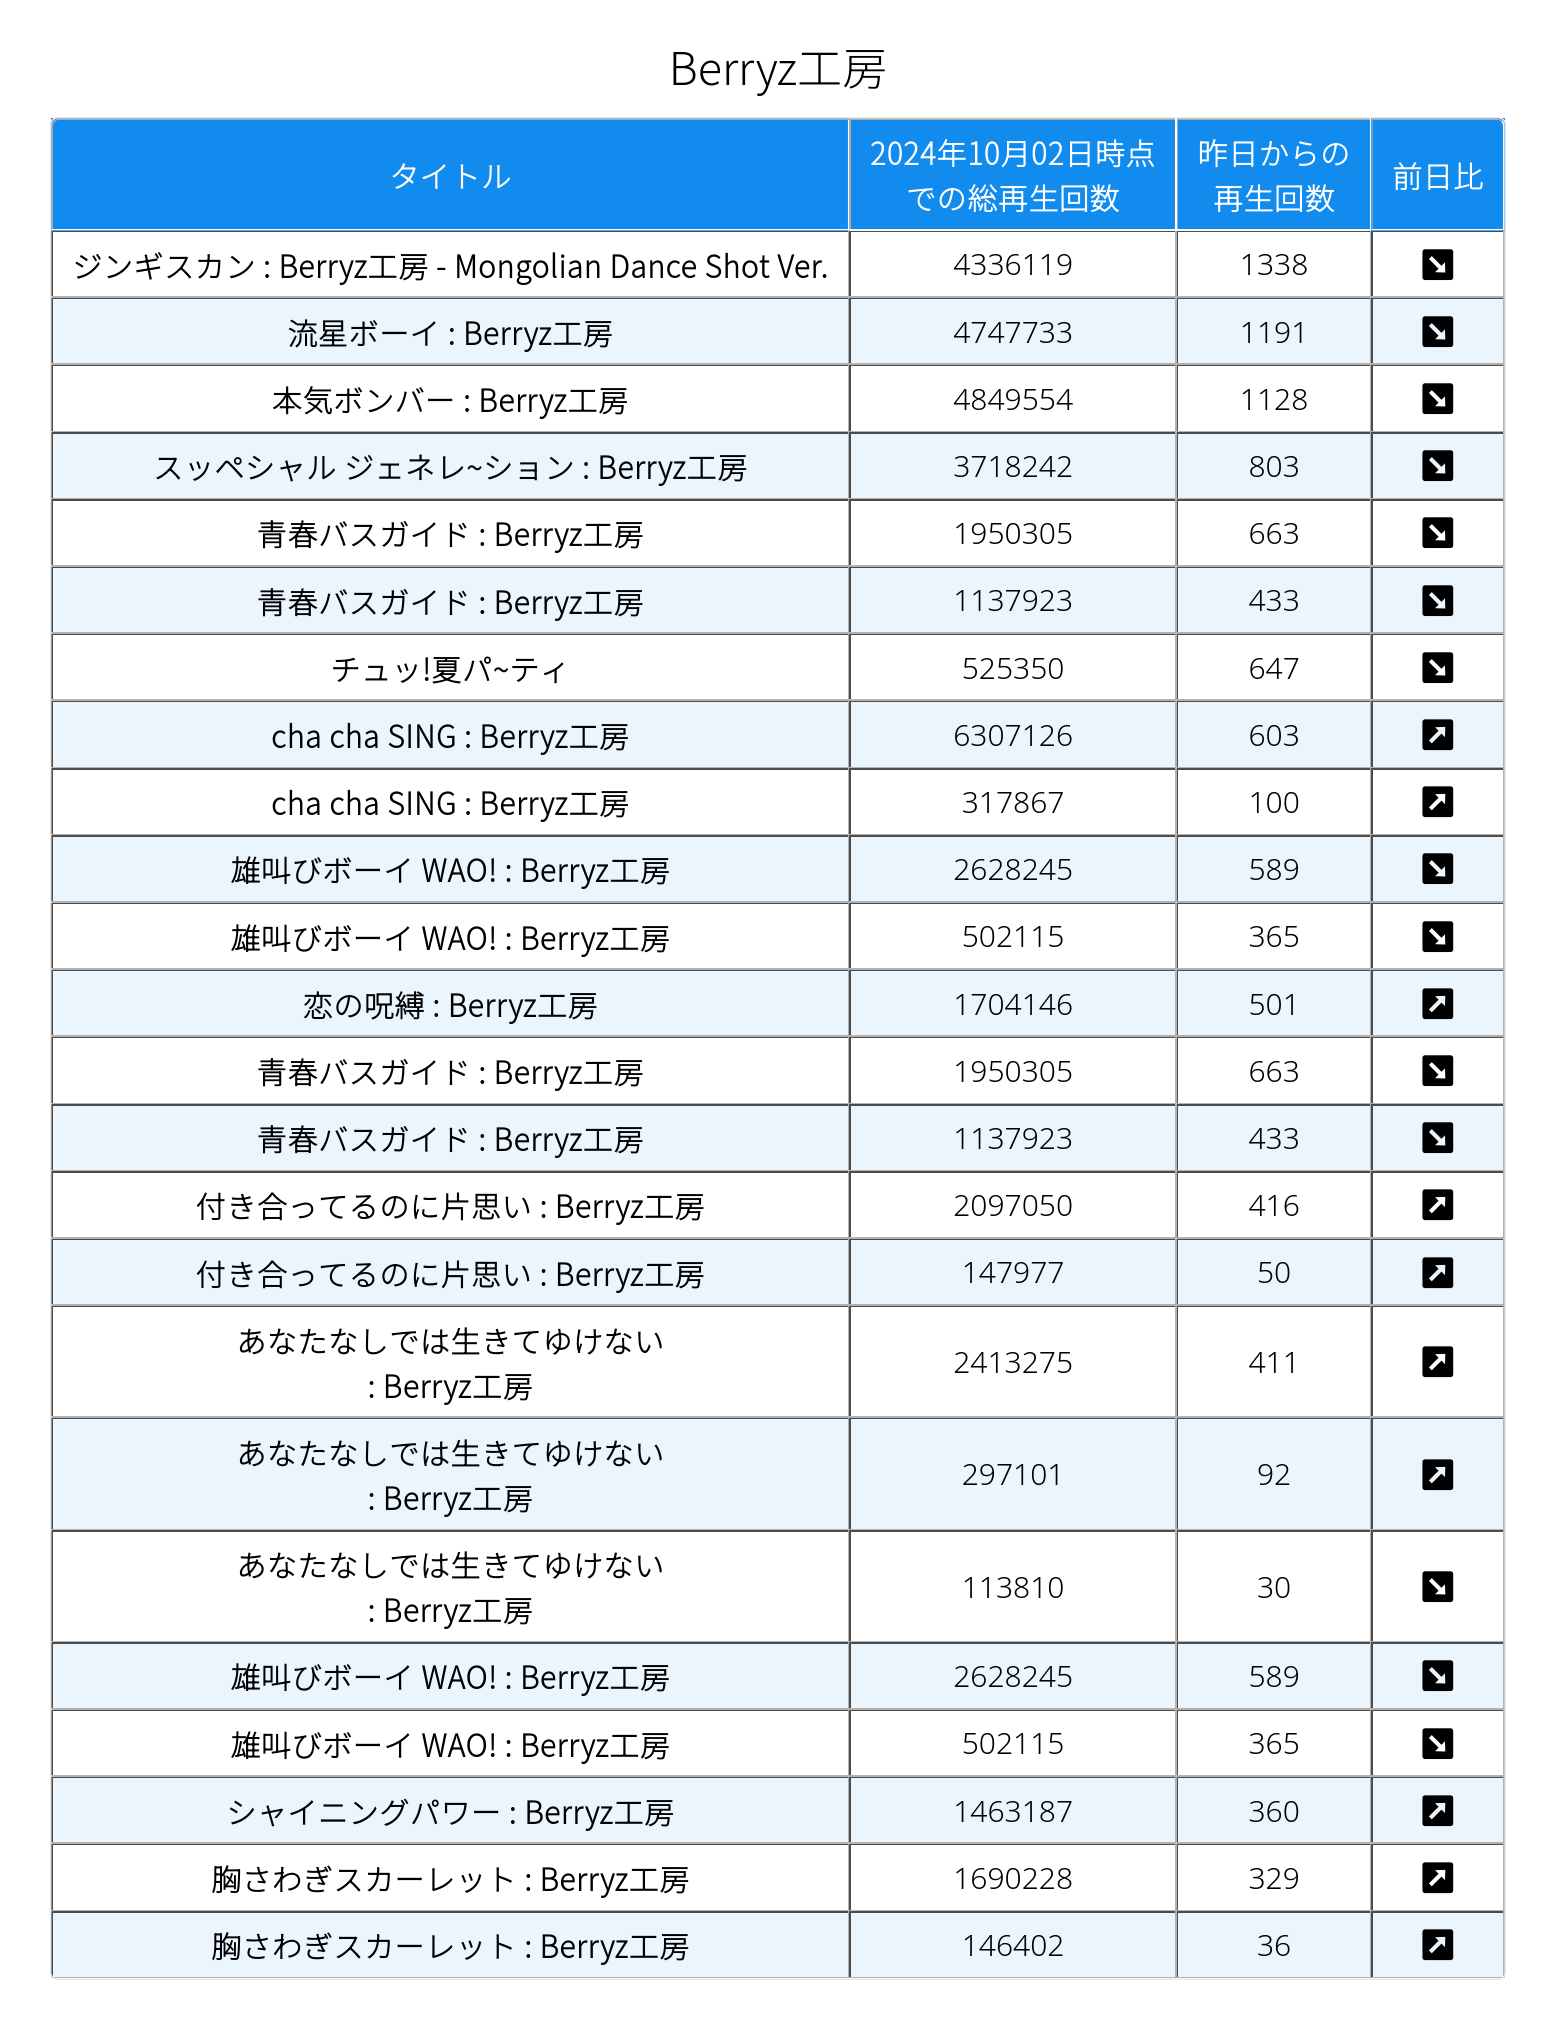 Berryz工房
タイトル
2024年10月02日時点
での総再生回数
昨日からの
再生回数
前日比
ジンギスカン : Berryz工房 - Mongolian Dance Shot Ver. 4336119 1338 ↘
流星ボーイ : Berryz工房 4747733 1191 ↘
本気ボンバー : Berryz工房 4849554 1128 ↘
スッペシャル ジェネレ~ション : Berryz工房 3718242 803 ↘
青春バスガイド : Berryz工房 1950305 663 ↘
青春バスガイド : Berryz工房 1137923 433 ↘
チュッ!夏パ~ティ 525350 647 ↘
cha cha SING : Berryz工房 6307126 603 ↗
cha cha SING : Berryz工房 317867 100 ↗
雄叫びボーイ WAO! : Berryz工房 2628245 589 ↘
雄叫びボーイ WAO! : Berryz工房 502115 365 ↘
恋の呪縛 : Berryz工房 1704146 501 ↗
青春バスガイド : Berryz工房 1950305 663 ↘
青春バスガイド : Berryz工房 1137923 433 ↘
付き合ってるのに片思い : Berryz工房 2097050 416 ↗
付き合ってるのに片思い : Berryz工房 147977 50 ↗
あなたなしでは生きてゆけない
: Berryz工房 2413275 411 ↗
あなたなしでは生きてゆけない
: Berryz工房 297101 92 ↗
あなたなしでは生きてゆけない
: Berryz工房 113810 30 ↘
雄叫びボーイ WAO! : Berryz工房 2628245 589 ↘
雄叫びボーイ WAO! : Berryz工房 502115 365 ↘
シャイニングパワー : Berryz工房 1463187 360 ↗
胸さわぎスカーレット : Berryz工房 1690228 329 ↗
胸さわぎスカーレット : Berryz工房 146402 36 ↗